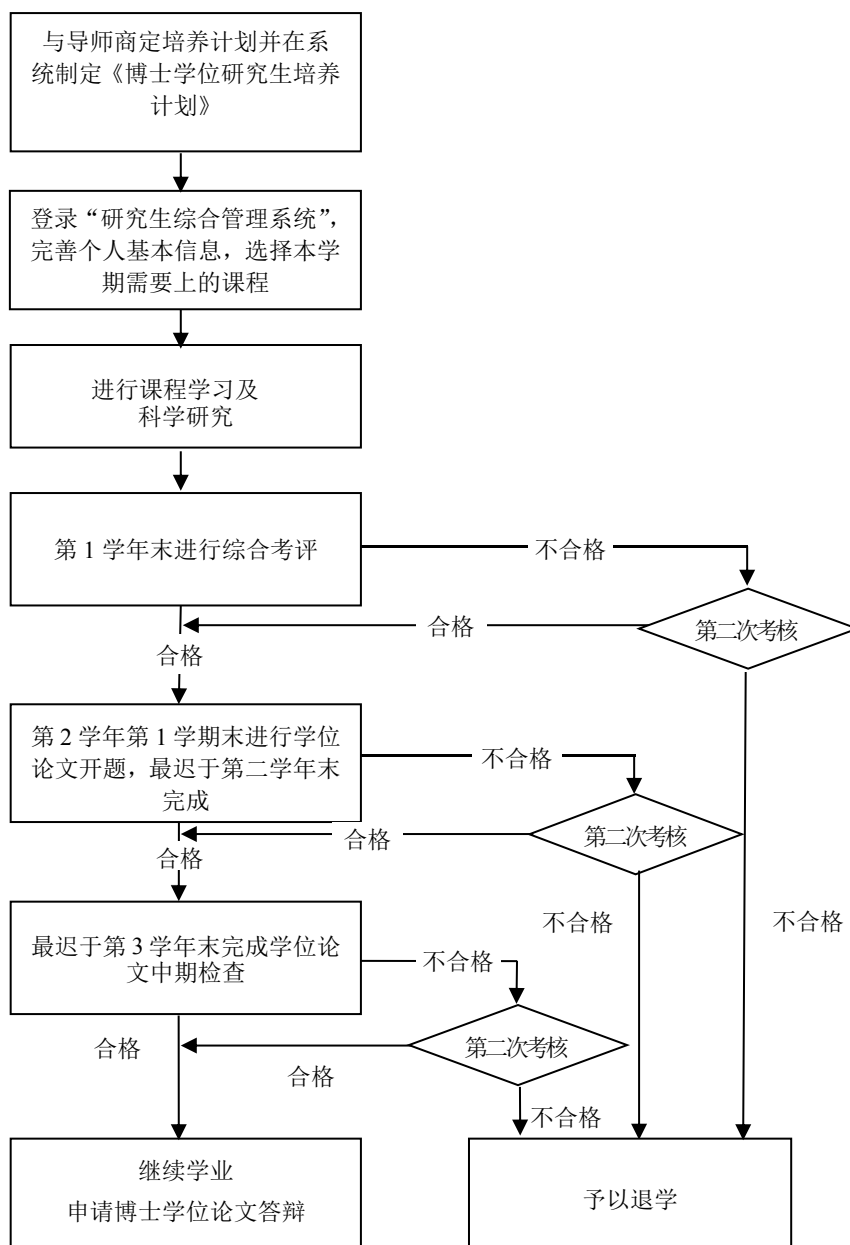 与导师商定培养计划并在系
统制定《博士学位研究生培养
计划》
登录“研究生综合管理系统”，
完善个人基本信息，选择本学
期需要上的课程
进行课程学习及
科学研究
第 1 学年末进行综合考评
不合格
第二次考核
合格
合格
第 2 学年第 1 学期末进行学位
论文开题，最迟于第二学年末
完成
不合格
第二次考核
合格
合格
不合格
不合格
最迟于第 3 学年末完成学位论
文中期检查
不合格
第二次考核
合格
合格
不合格
继续学业
申请博士学位论文答辩
予以退学